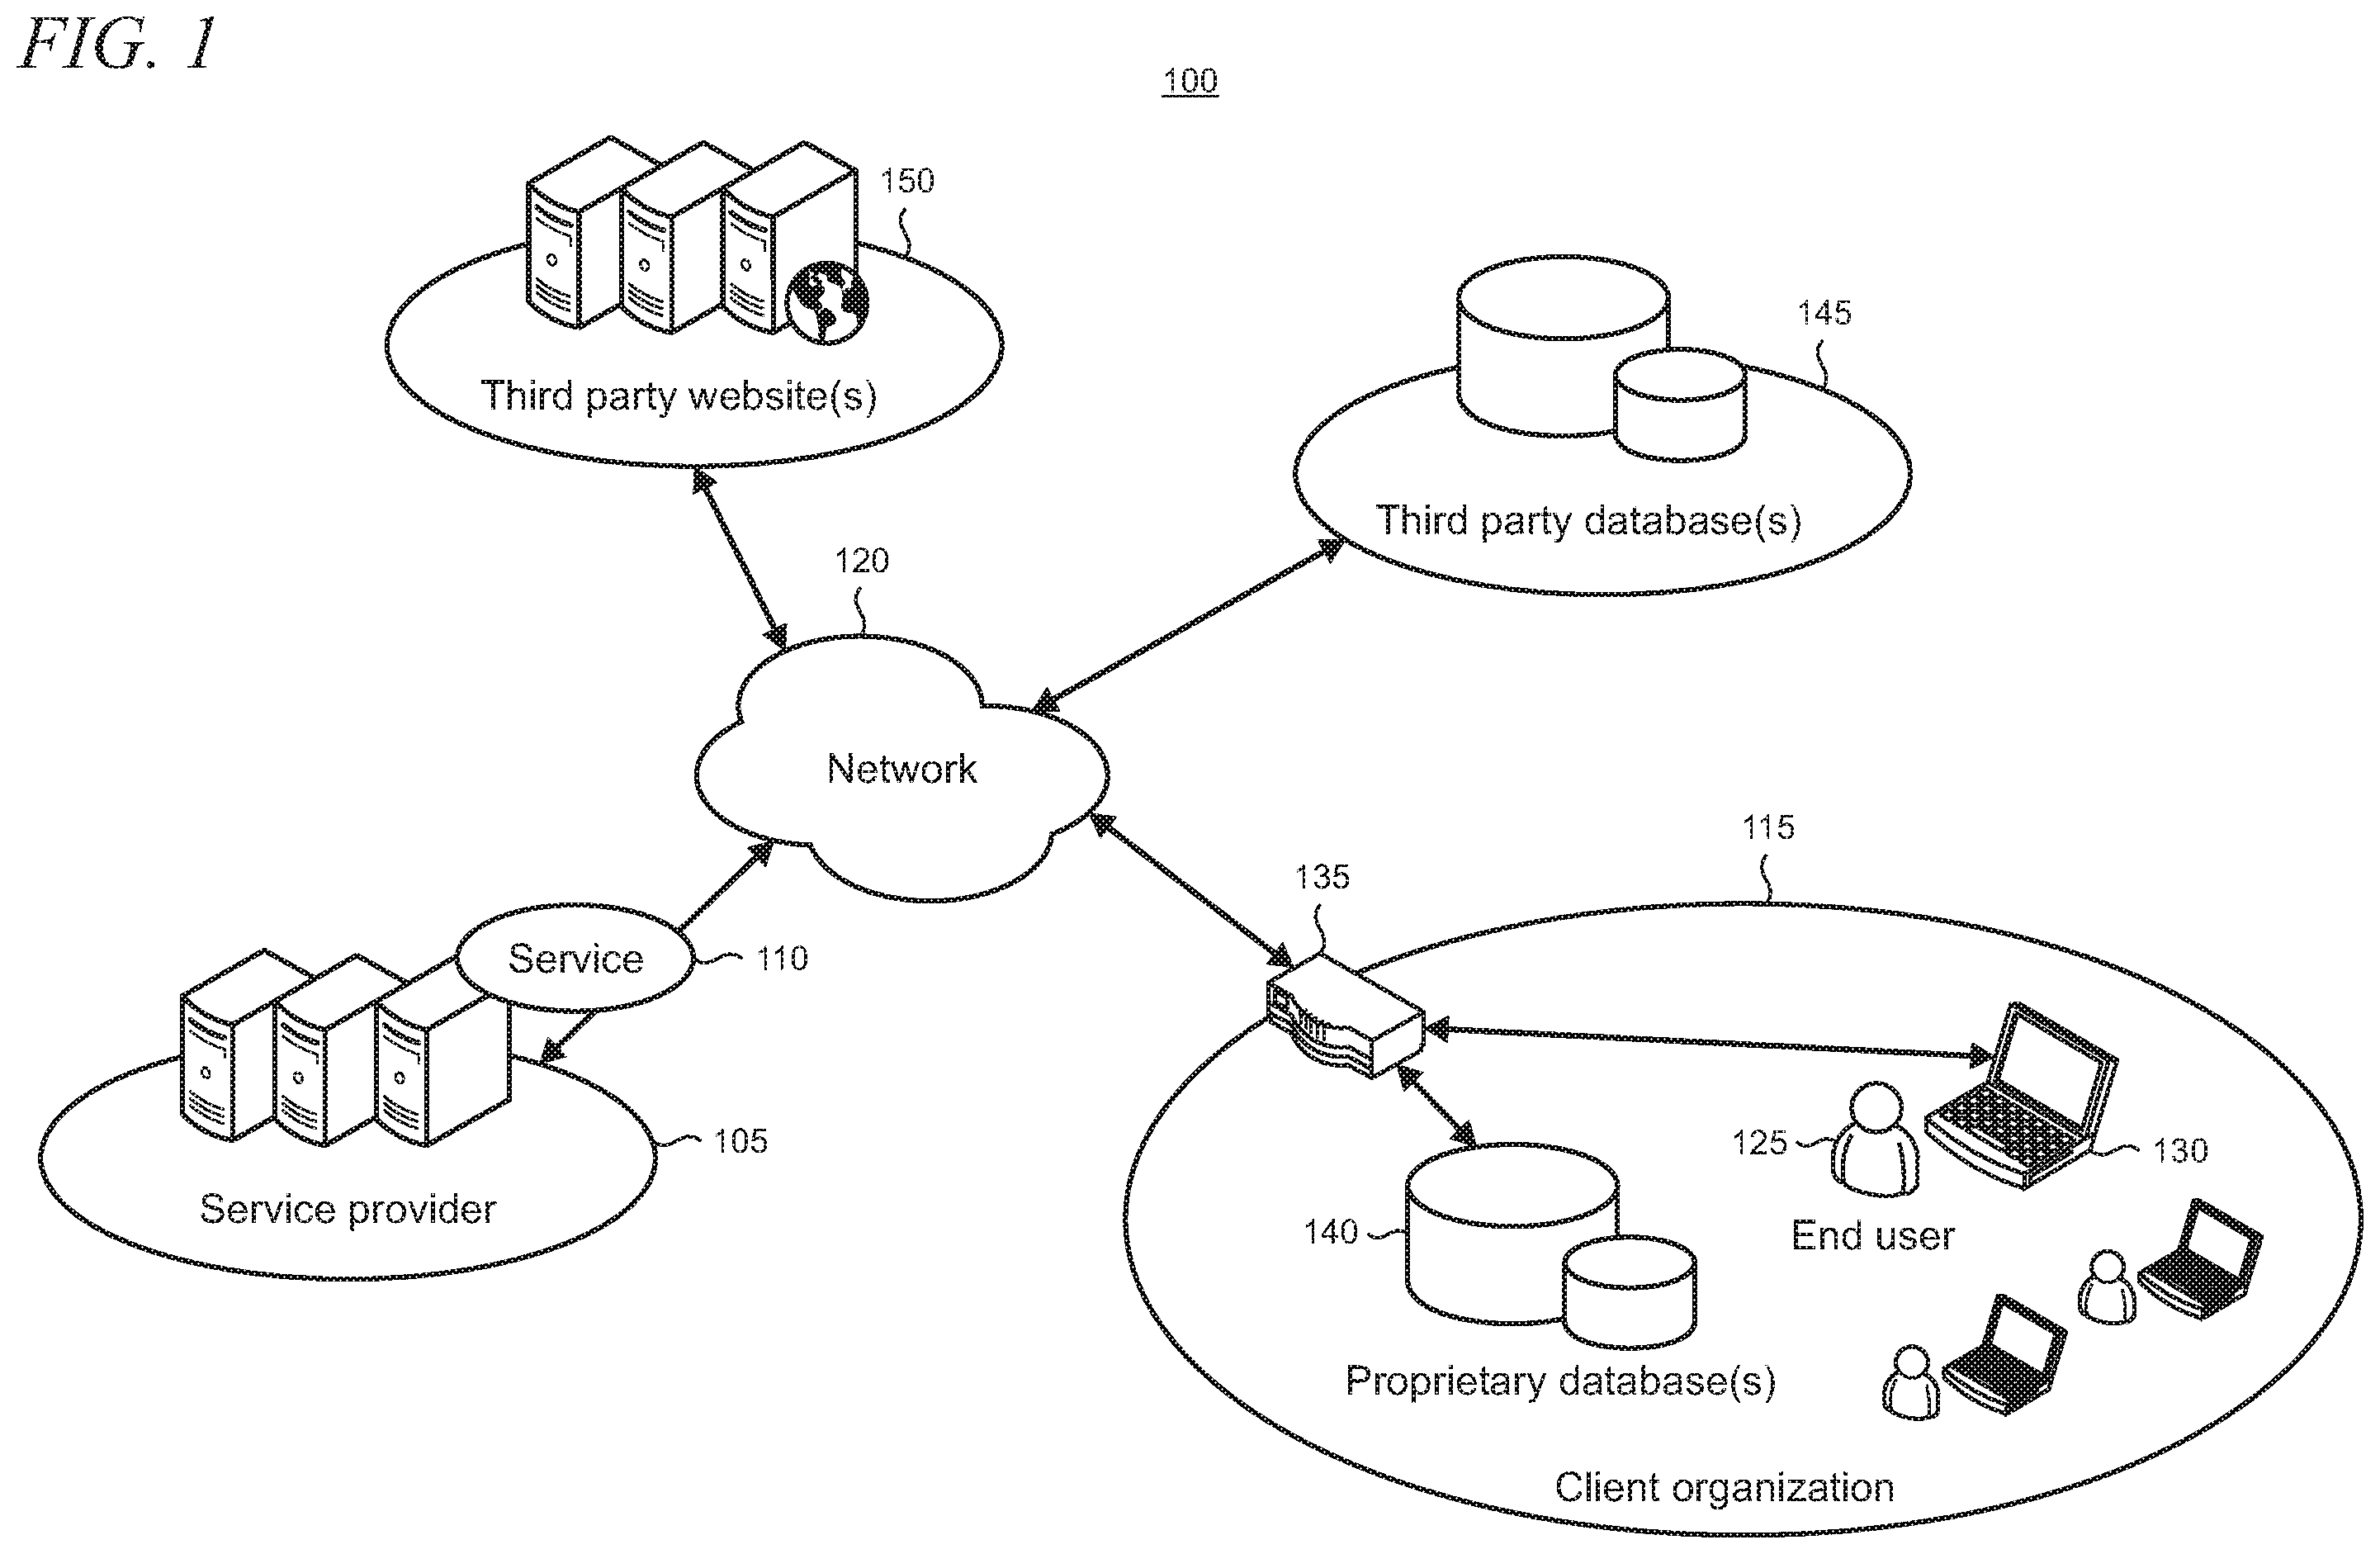 FIG. 1
100
150
Third party website(s)
145
Third party database(s)
120
Network
115
135
Service
110
105
Service provider
125
130
End user
140
Proprietary database(s)
Client organization